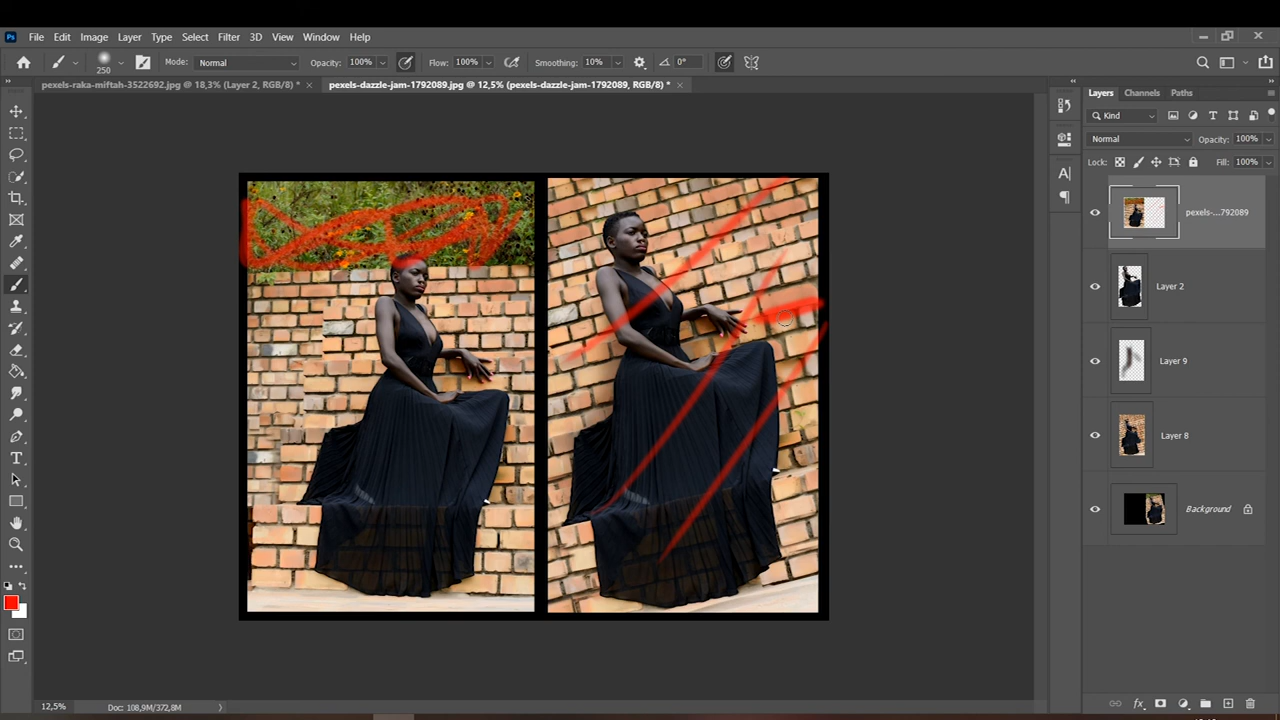 Ps File Edit Image Layer Type Select Filter 3D View Window Help
250 Mode: Normal Opacity: 100% Flow: 100% Smoothing: 10% 0°
pexels-raka-miftah-3522692.jpg @ 18,3% (Layer 2, RGB/8) * × pexels-dazzle-jam-1792089.jpg @ 12,5% (pexels-dazzle-jam-1792089, RGB/8) * ×
Layers Channels Paths
Kind
Normal Opacity: 100%
Lock: Fill: 100%
pexels-...792089
Layer 2
Layer 9
Layer 8
Background
12,5% Doc: 108,9M/372,8M